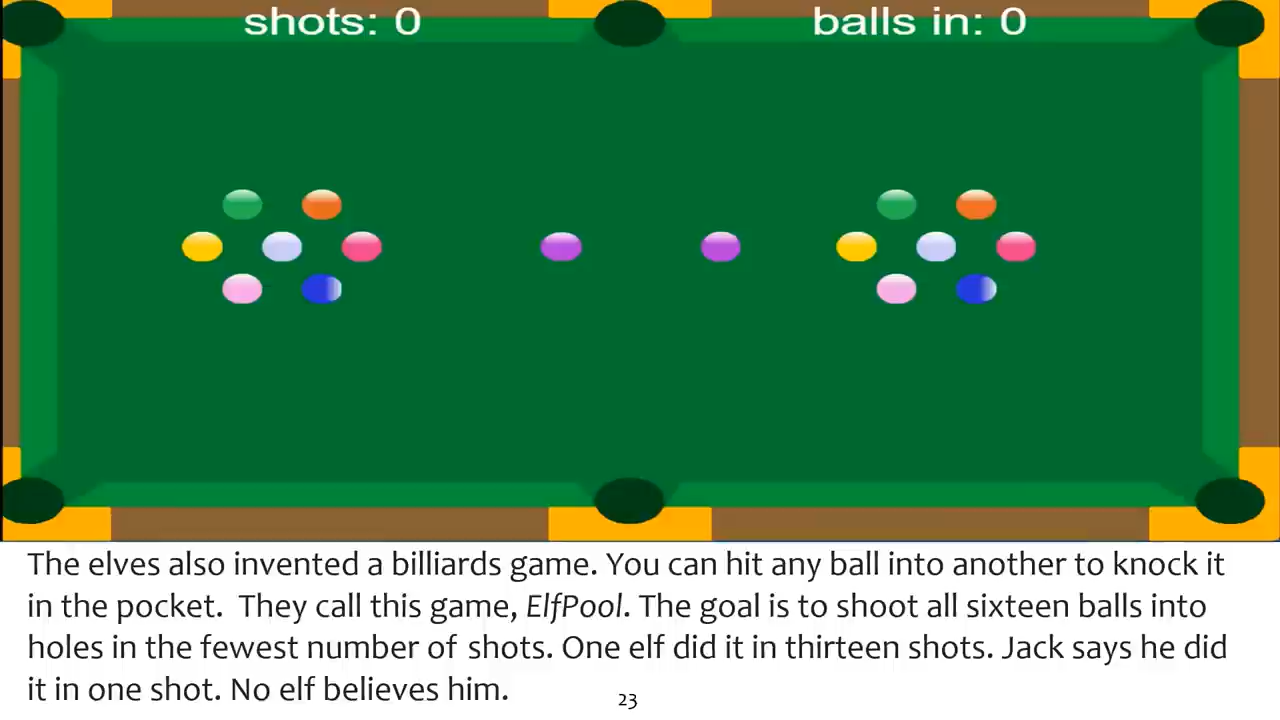 shots: 0 balls in: 0
The elves also invented a billiards game. You can hit any ball into another to knock it
in the pocket.  They call this game, ElfPool. The goal is to shoot all sixteen balls into
holes in the fewest number of shots. One elf did it in thirteen shots. Jack says he did
it in one shot. No elf believes him.
23